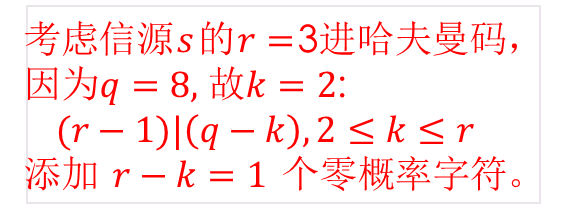 考虑信源s的r =3进哈夫曼码，
因为q = 8, 故k = 2:
(r − 1)|(q − k), 2 ≤ k ≤ r
添加 r − k = 1 个零概率字符。